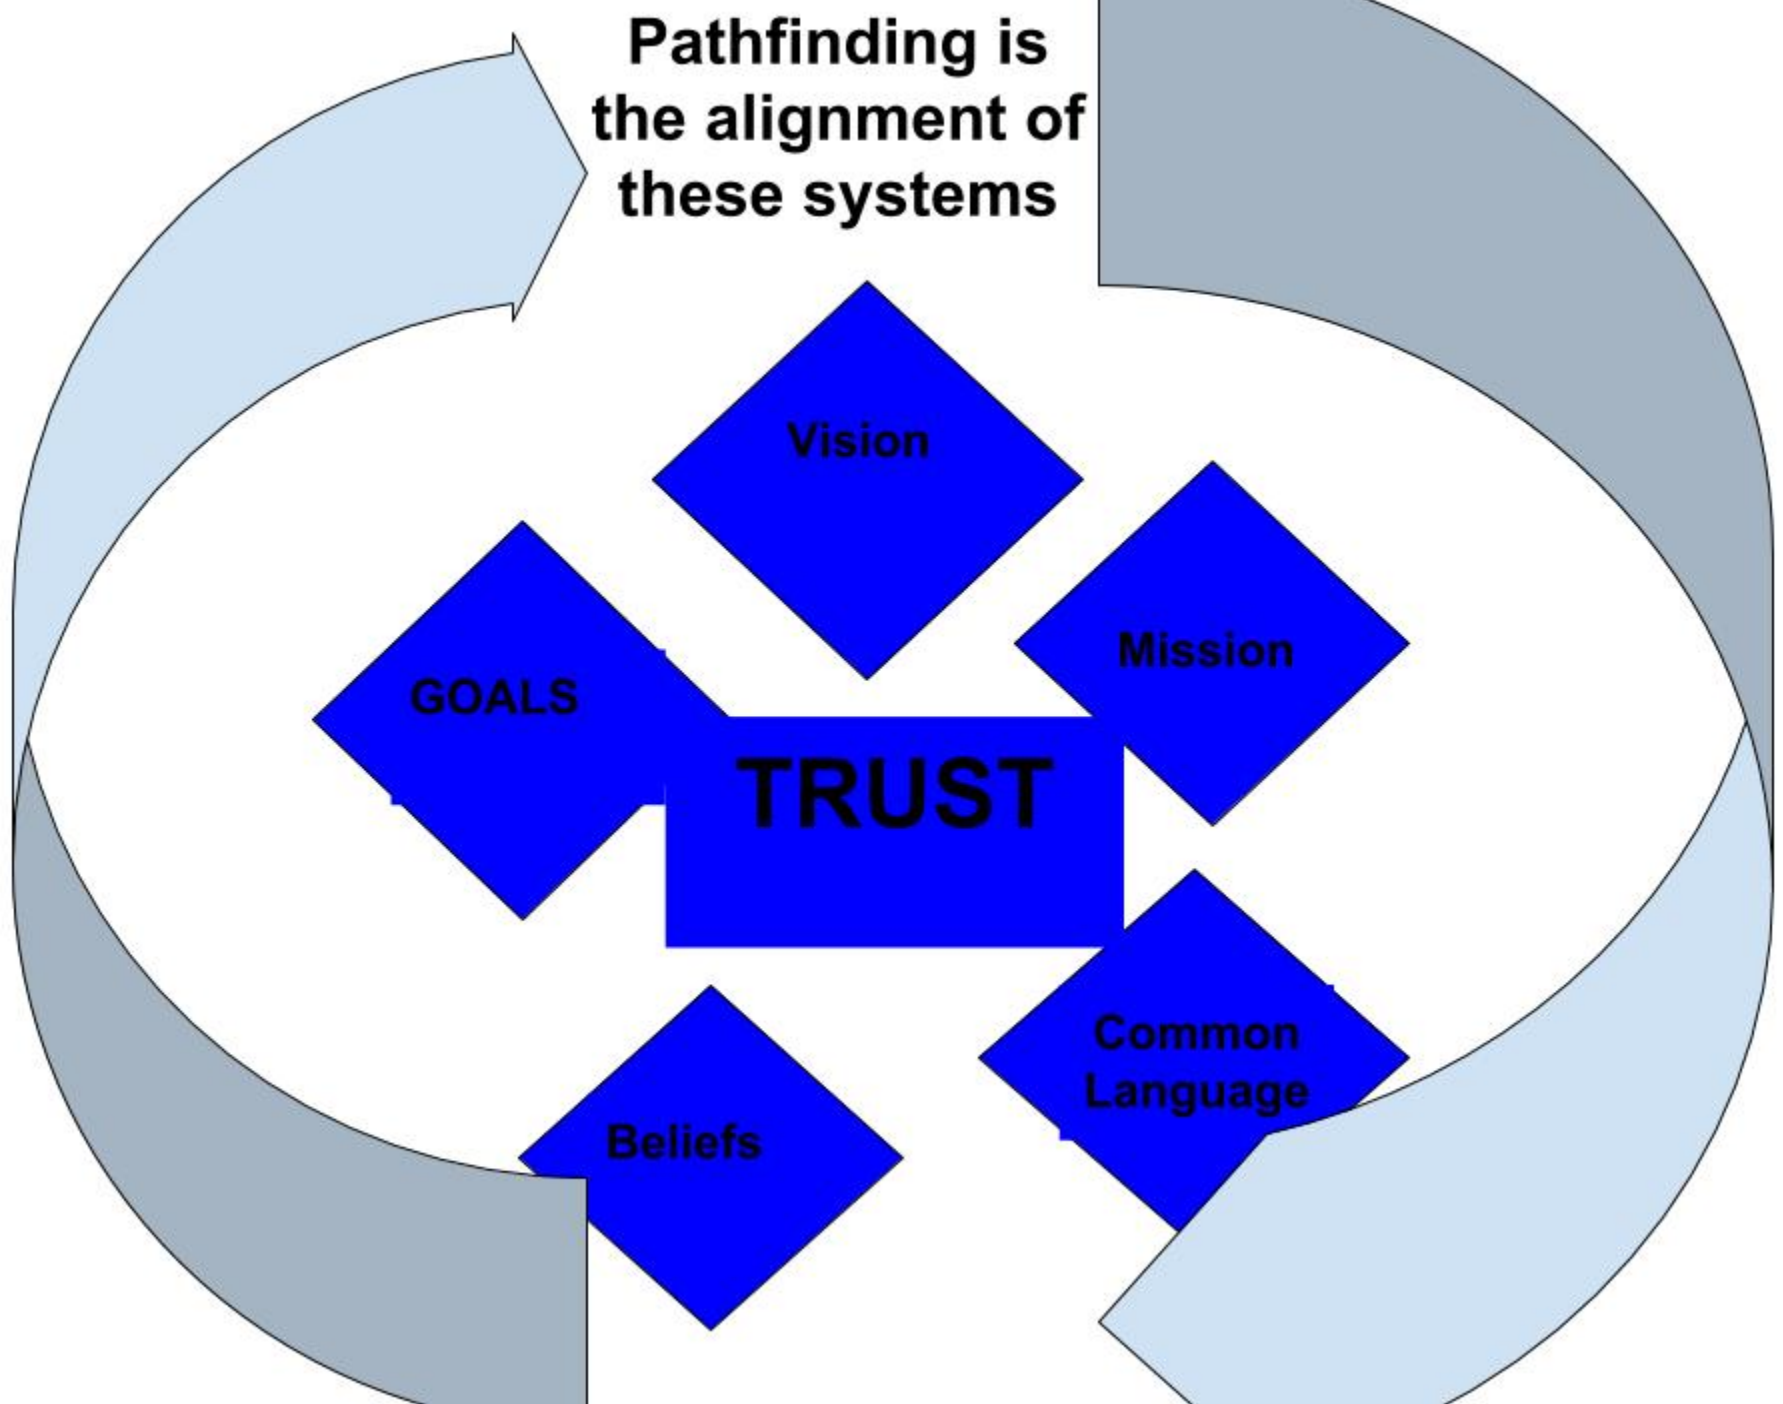 Pathfinding is
the alignment of
these systems
Vision
Mission
GOALS
TRUST
Common
Language
Beliefs